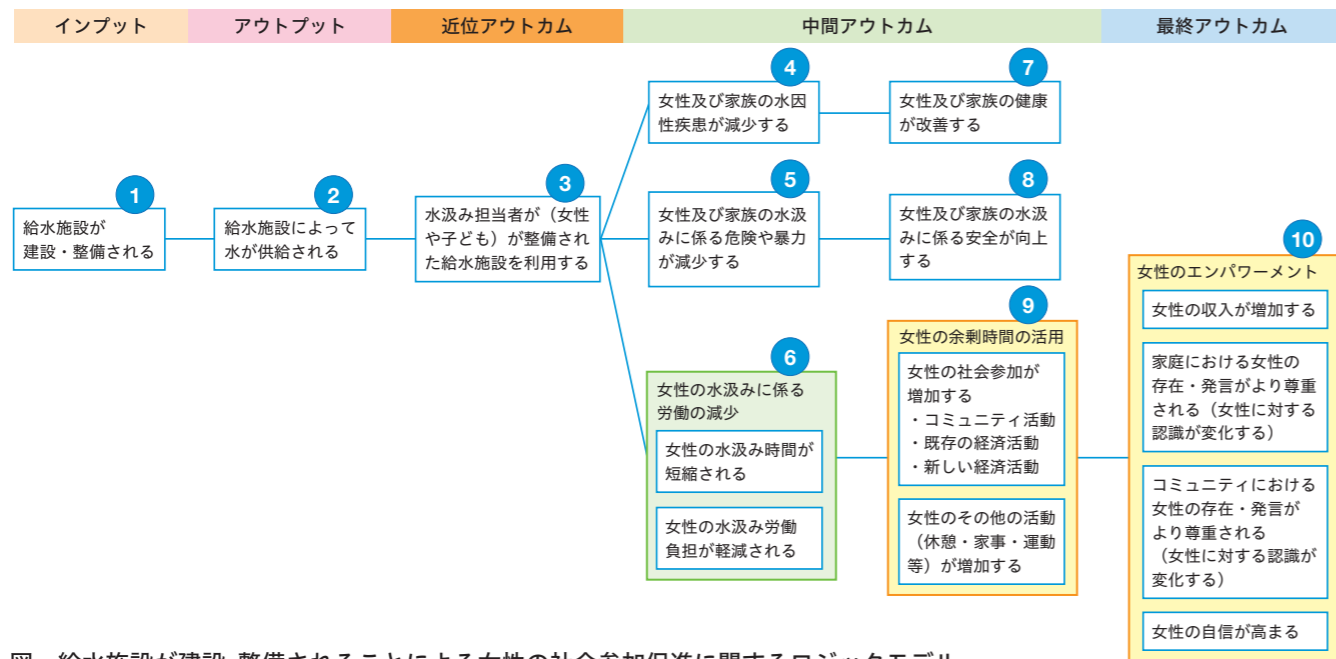 インプット
アウトプット
近位アウトカム
中間アウトカム
最終アウトカム
1
給水施設が
建設・整備される
2
給水施設によって
水が供給される
3
水汲み担当者が（女性
や子ども）が整備され
た給水施設を利用する
4
女性及び家族の水因
性疾患が減少する
7
女性及び家族の健康
が改善する
5
女性及び家族の水汲
みに係る危険や暴力
が減少する
8
女性及び家族の水汲
みに係る安全が向上
する
6
女性の水汲みに係る
労働の減少
女性の水汲み時間が
短縮される
女性の水汲み労働
負担が軽減される
9
女性の余剰時間の活用
女性の社会参加が
増加する
・コミュニティ活動
・既存の経済活動
・新しい経済活動
女性のその他の活動
（休憩・家事・運動
等）が増加する
10
女性のエンパワーメント
女性の収入が増加する
家庭における女性の
存在・発言がより尊重
される（女性に対する
認識が変化する）
コミュニティにおける
女性の存在・発言が
より尊重される
（女性に対する認識が
変化する）
女性の自信が高まる